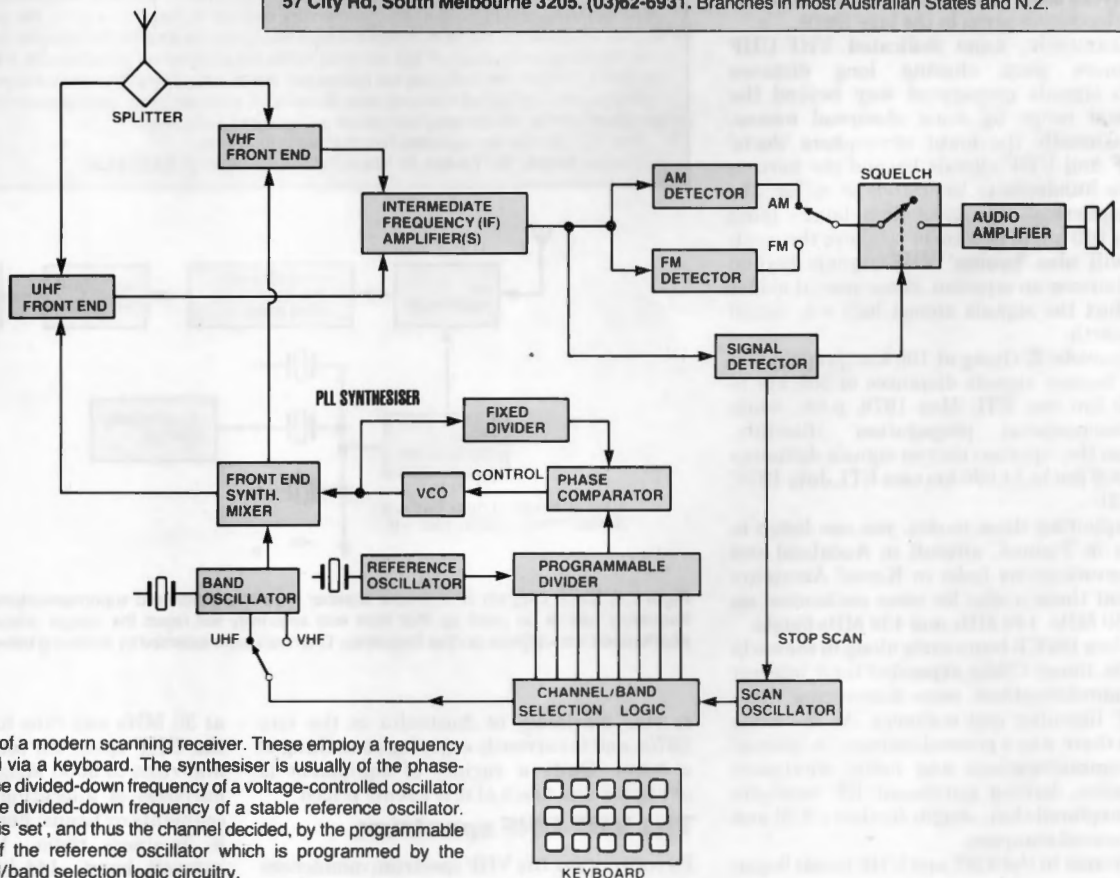 57 City Rd, South Melbourne 3205. (03)62-6931. Branches in most Australian States and N.Z.
SPLITTER
VHF
FRONT END
INTERMEDIATE
FREQUENCY (IF)
AMPLIFIER(S)
AM
DETECTOR
AM
SQUELCH
AUDIO
AMPLIFIER
FM
FM
DETECTOR
UHF
FRONT END
SIGNAL
DETECTOR
PLL SYNTHESISER
FIXED
DIVIDER
FRONT END
SYNTH.
MIXER
VCO
CONTROL
PHASE
COMPARATOR
BAND
OSCILLATOR
REFERENCE
OSCILLATOR
PROGRAMMABLE
DIVIDER
UHF
VHF
STOP SCAN
CHANNEL/BAND
SELECTION LOGIC
SCAN
OSCILLATOR
KEYBOARD
of a modern scanning receiver. These employ a frequency
via a keyboard. The synthesiser is usually of the phase-
divided-down frequency of a voltage-controlled oscillator
divided-down frequency of a stable reference oscillator.
is 'set', and thus the channel decided, by the programmable
the reference oscillator which is programmed by the
/band selection logic circuitry.